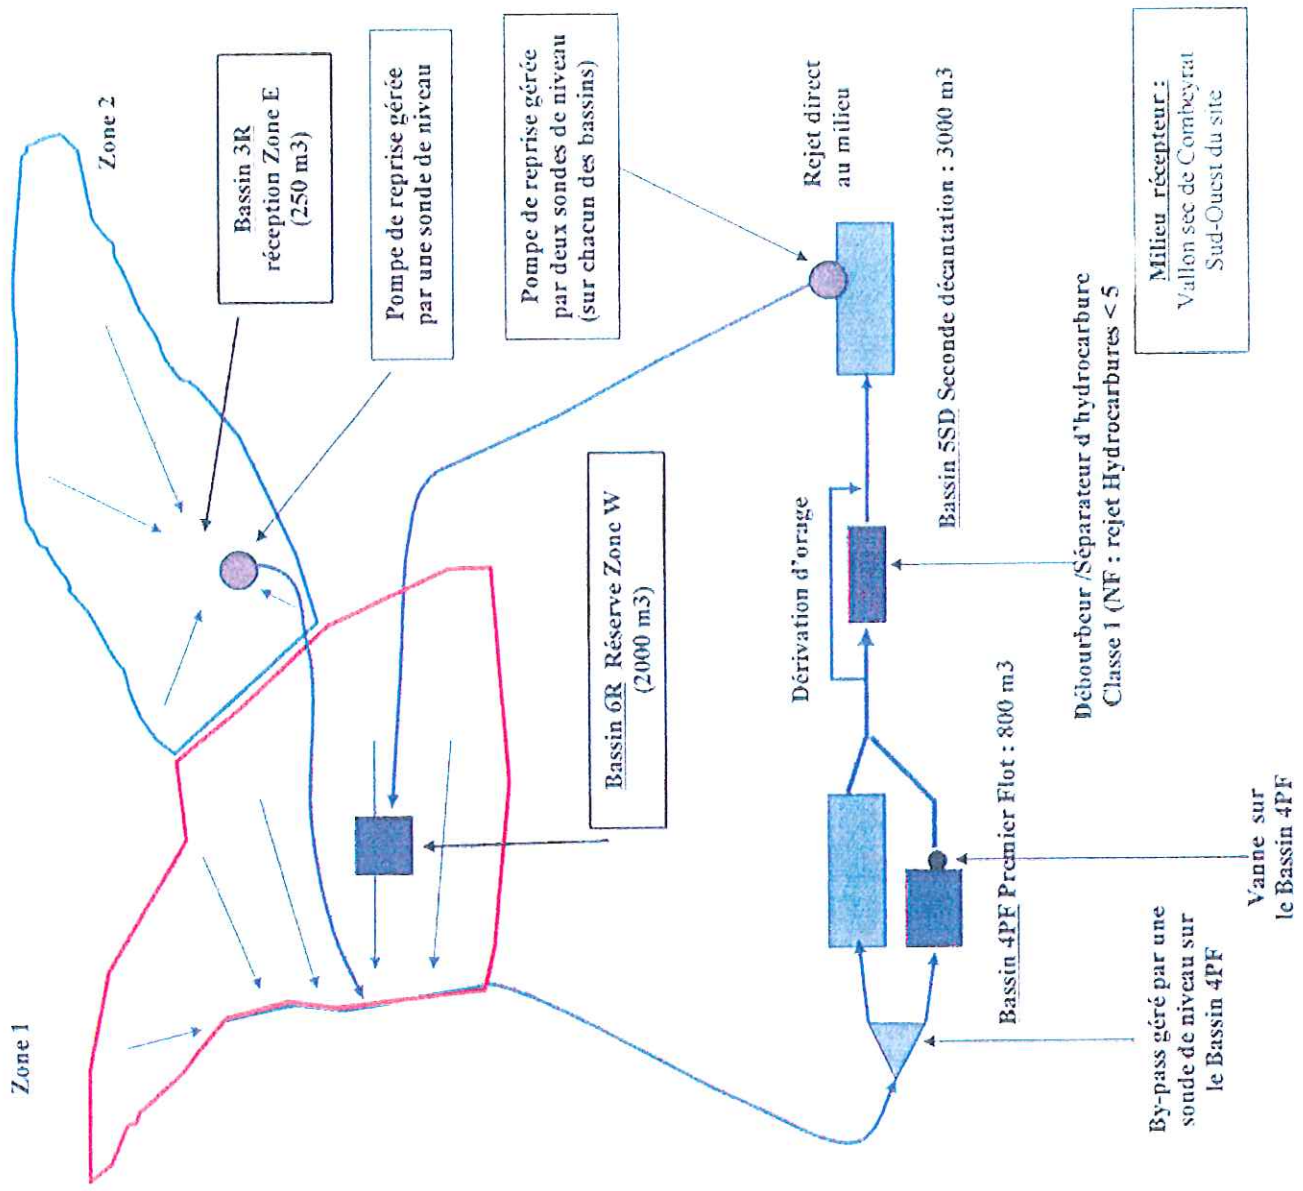 Zone 1
Zone 2
Bassin 3R
réception Zone E
(250 m3)
Pompe de reprise gérée
par une sonde de niveau
Pompe de reprise gérée
par deux sondes de niveau
(sur chacun des bassins)
Bassin 6R Réserve Zone W
(2000 m3)
Rejet direct
au milieu
Dérivation d'orage
Bassin 5SD Seconde décantation : 3000 m3
Bassin 4PF Premier Flot : 800 m3
Débourbeur /Séparateur d'hydrocarbure
Classe 1 (NF : rejet Hydrocarbures < 5
By-pass géré par une
sonde de niveau sur
le Bassin 4PF
Vanne sur
le Bassin 4PF
Milieu récepteur :
Vallon sec de Combeyrat
Sud-Ouest du site